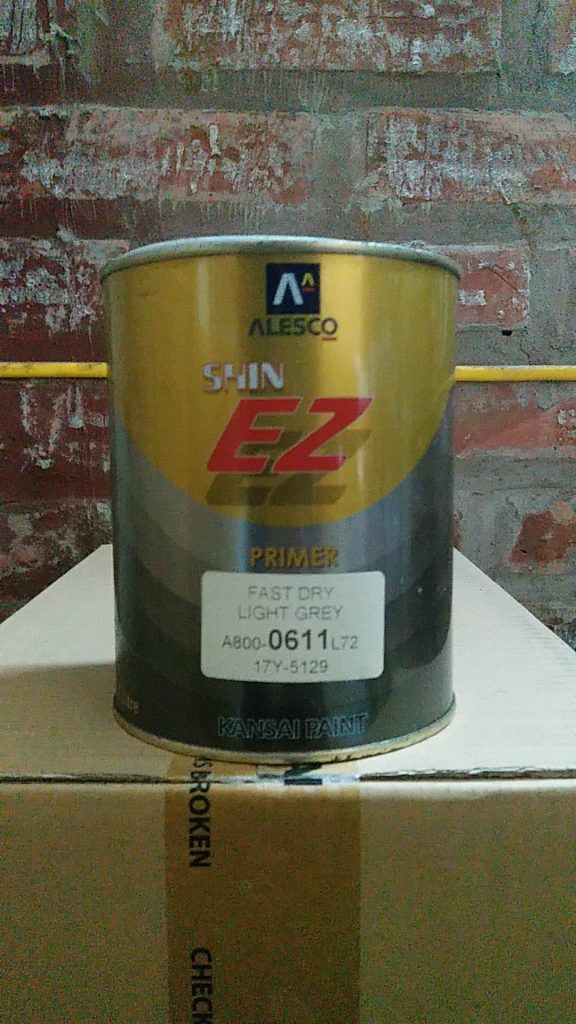 ALESCO
SHIN
EZ
PRIMER
FAST DRY
LIGHT GREY
A800-0611L72
17Y-5129
KANSAI PAINT
BROKEN
CHECK